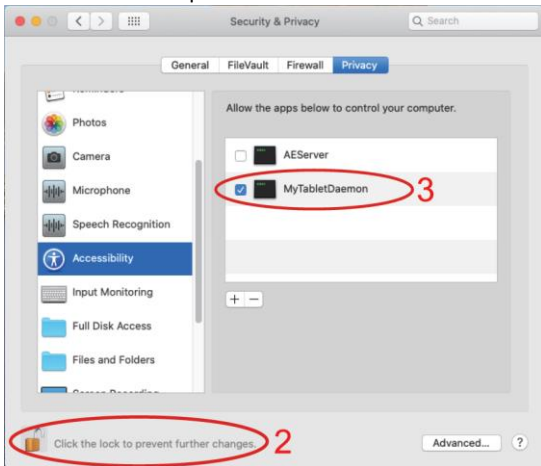 Security & Privacy
Search
General FileVault Firewall Privacy
Photos
Camera
Microphone
Speech Recognition
Accessibility
Input Monitoring
Full Disk Access
Files and Folders
Allow the apps below to control your computer.
AEServer
MyTabletDaemon
3
+ −
Click the lock to prevent further changes.
2
Advanced...
?